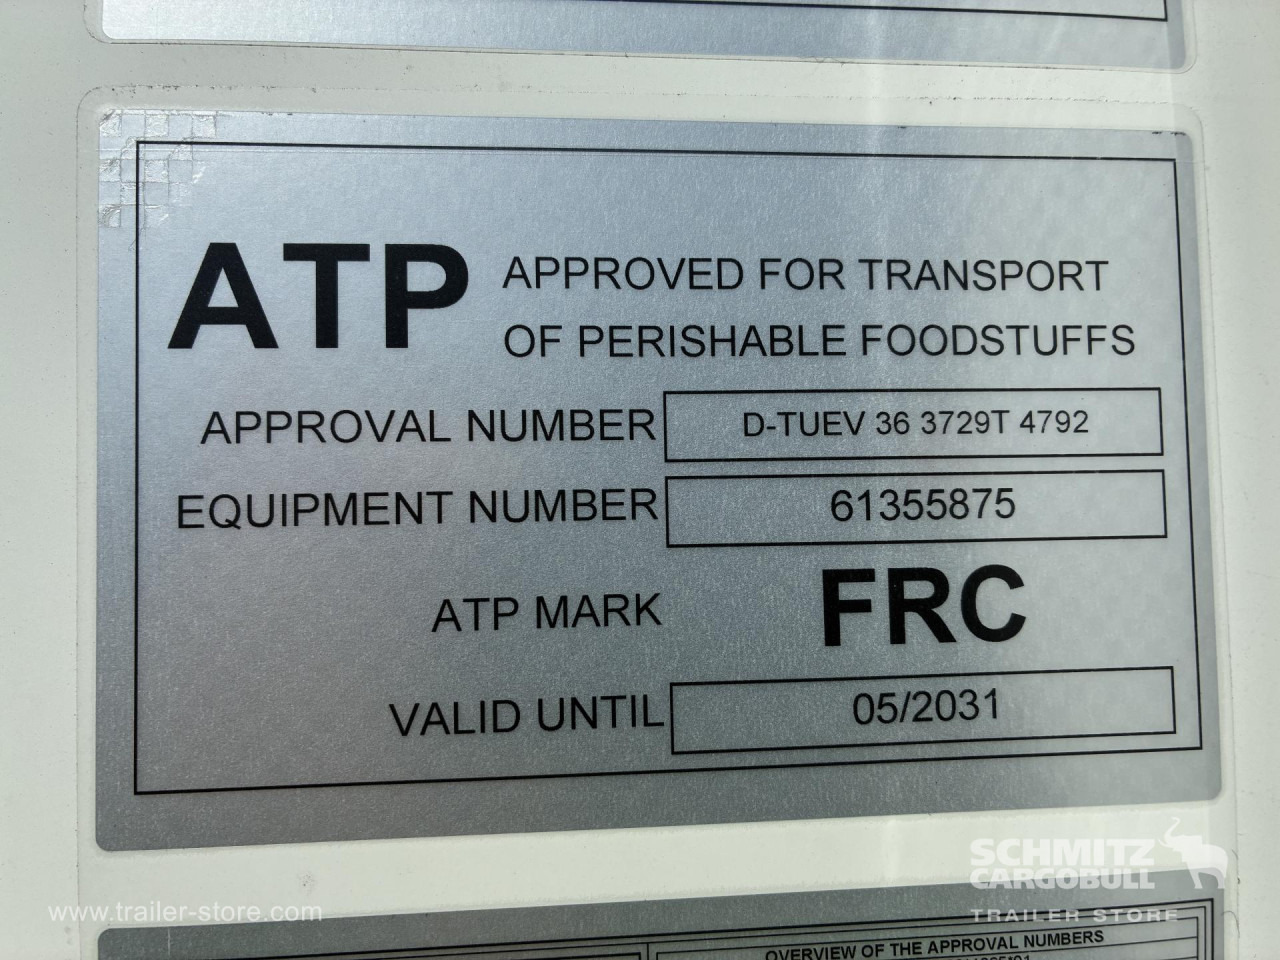 ATP APPROVED FOR TRANSPORT
OF PERISHABLE FOODSTUFFS
APPROVAL NUMBER D-TUEV 36 3729T 4792
EQUIPMENT NUMBER 61355875
ATP MARK FRC
VALID UNTIL 05/2031
SCHMITZ
CARGOBULL
TRAILER STORE
www.trailer-store.com
OVERVIEW OF THE APPROVAL NUMBERS